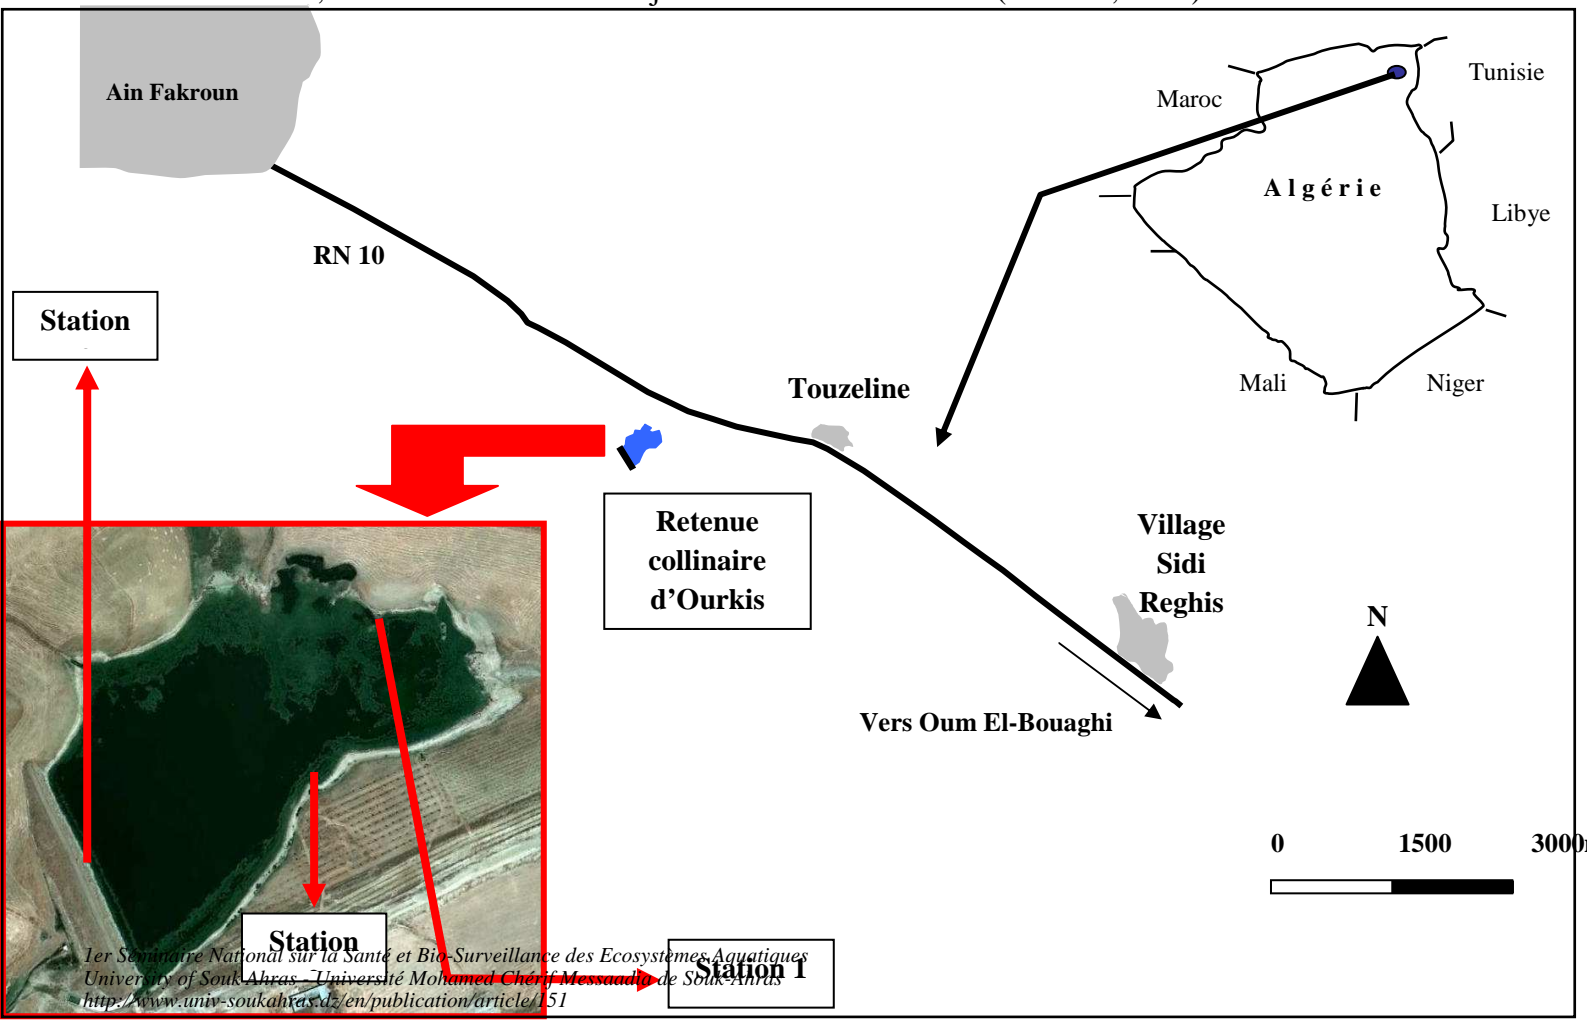 Ain Fakroun
Tunisie
Maroc
Algérie
Libye
RN 10
Station
Mali
Niger
Touzeline
Retenue
collinaire
d'Ourkis
Village
Sidi
Reghis
N
Vers Oum El-Bouaghi
0 1500 3000
Station
Station 1
1er Séminaire National sur la Santé et Bio-Surveillance des Ecosystèmes Aquatiques
University of Souk Ahras - Université Mohamed Chérif Messaadia de Souk-Ahras
http://www.univ-soukahras.dz/en/publication/article/151